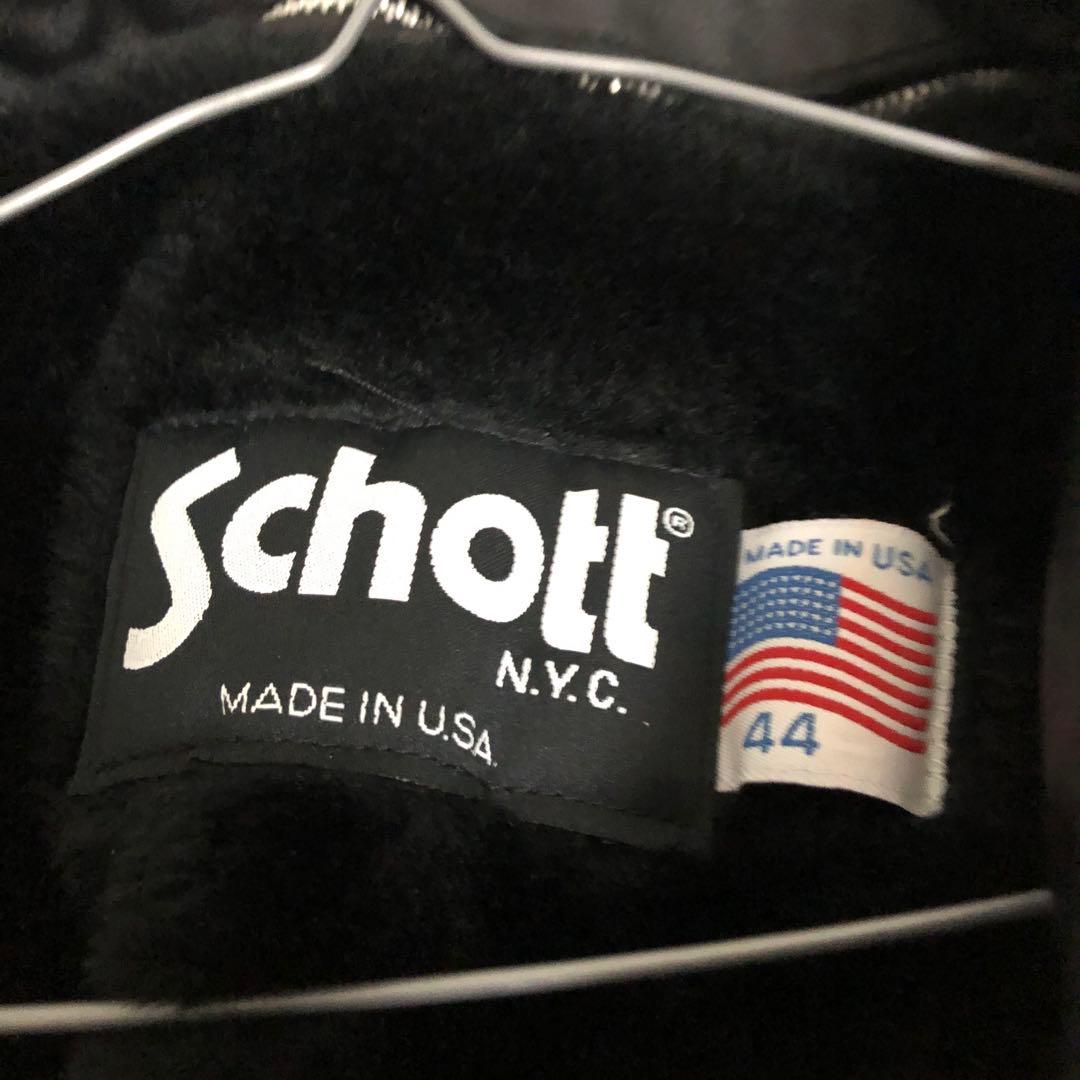 Schott®
N.Y.C.
MADE IN U.S.A.
MADE IN USA
44